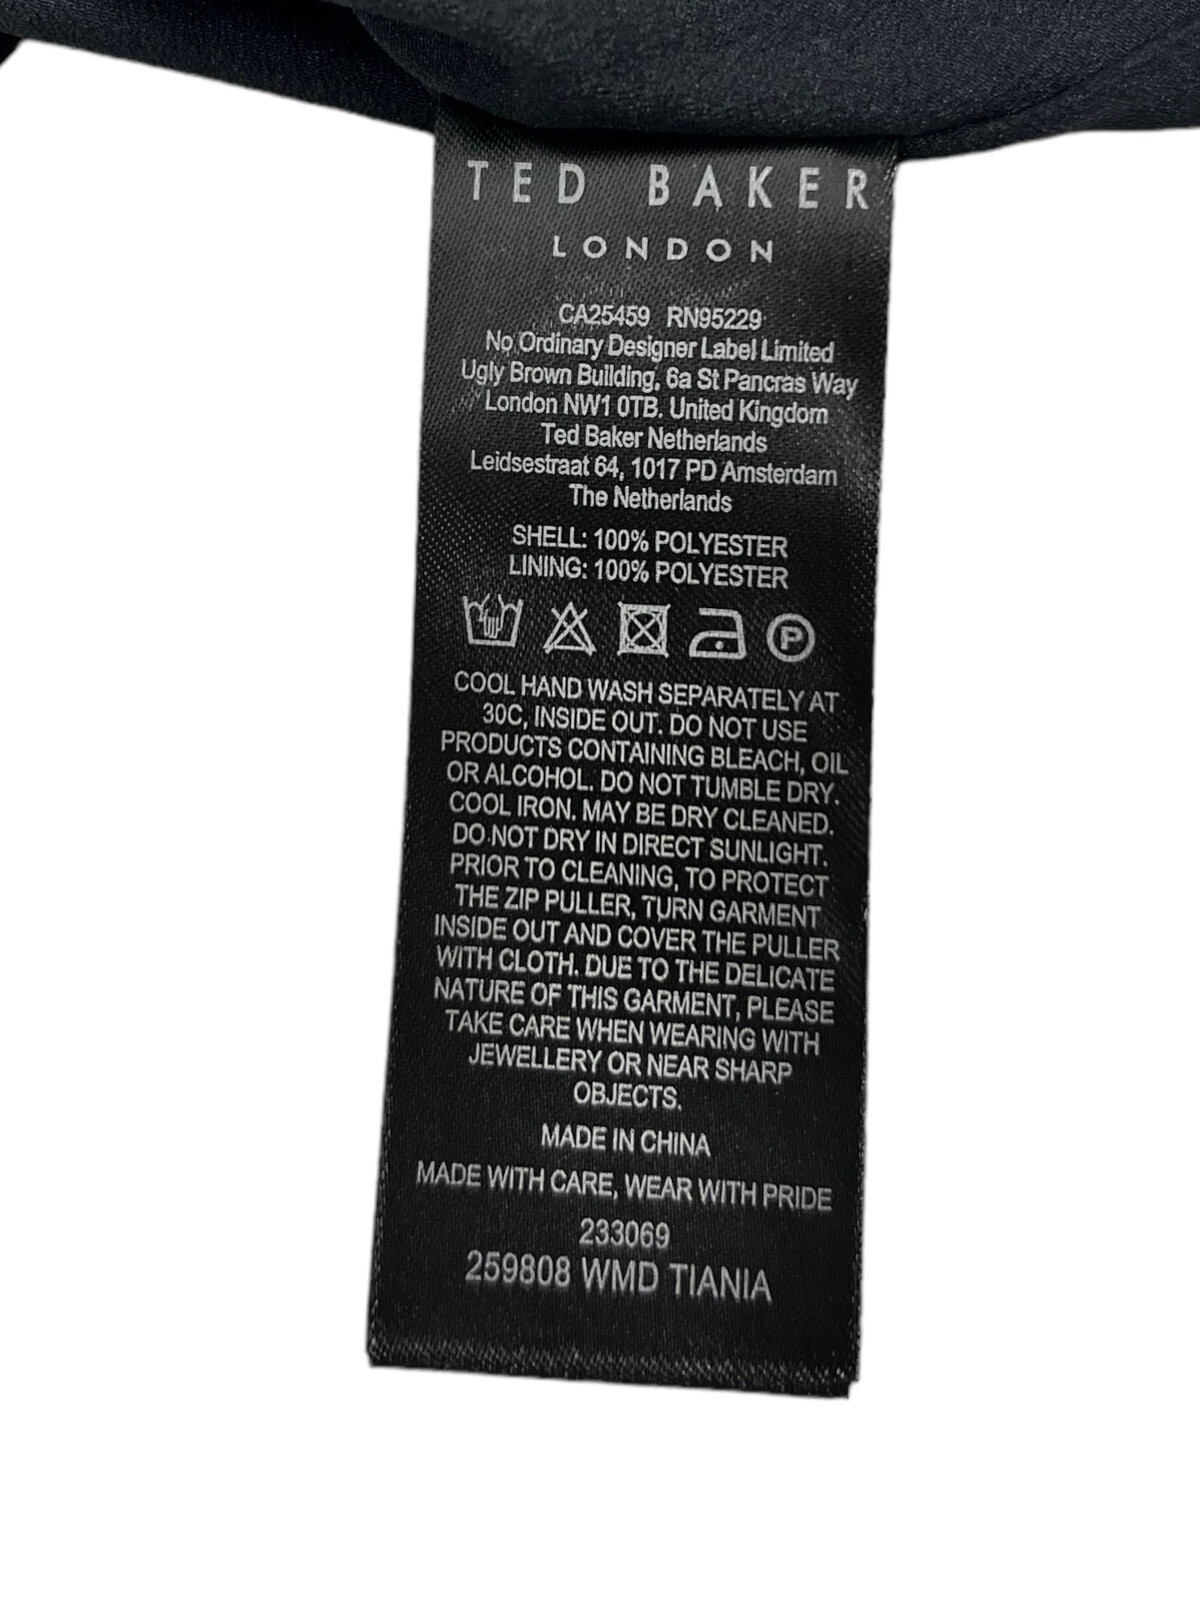 TED BAKER
LONDON
CA25459 RN95229
No Ordinary Designer Label Limited
Ugly Brown Building, 6a St Pancras Way
London NW1 0TB. United Kingdom
Ted Baker Netherlands
Leidsestraat 64, 1017 PD Amsterdam
The Netherlands
SHELL: 100% POLYESTER
LINING: 100% POLYESTER
P
COOL HAND WASH SEPARATELY AT
30C, INSIDE OUT. DO NOT USE
PRODUCTS CONTAINING BLEACH, OIL
OR ALCOHOL. DO NOT TUMBLE DRY.
COOL IRON. MAY BE DRY CLEANED.
DO NOT DRY IN DIRECT SUNLIGHT.
PRIOR TO CLEANING, TO PROTECT
THE ZIP PULLER, TURN GARMENT
INSIDE OUT AND COVER THE PULLER
WITH CLOTH. DUE TO THE DELICATE
NATURE OF THIS GARMENT, PLEASE
TAKE CARE WHEN WEARING WITH
JEWELLERY OR NEAR SHARP
OBJECTS.
MADE IN CHINA
MADE WITH CARE, WEAR WITH PRIDE
233069
259808 WMD TIANIA